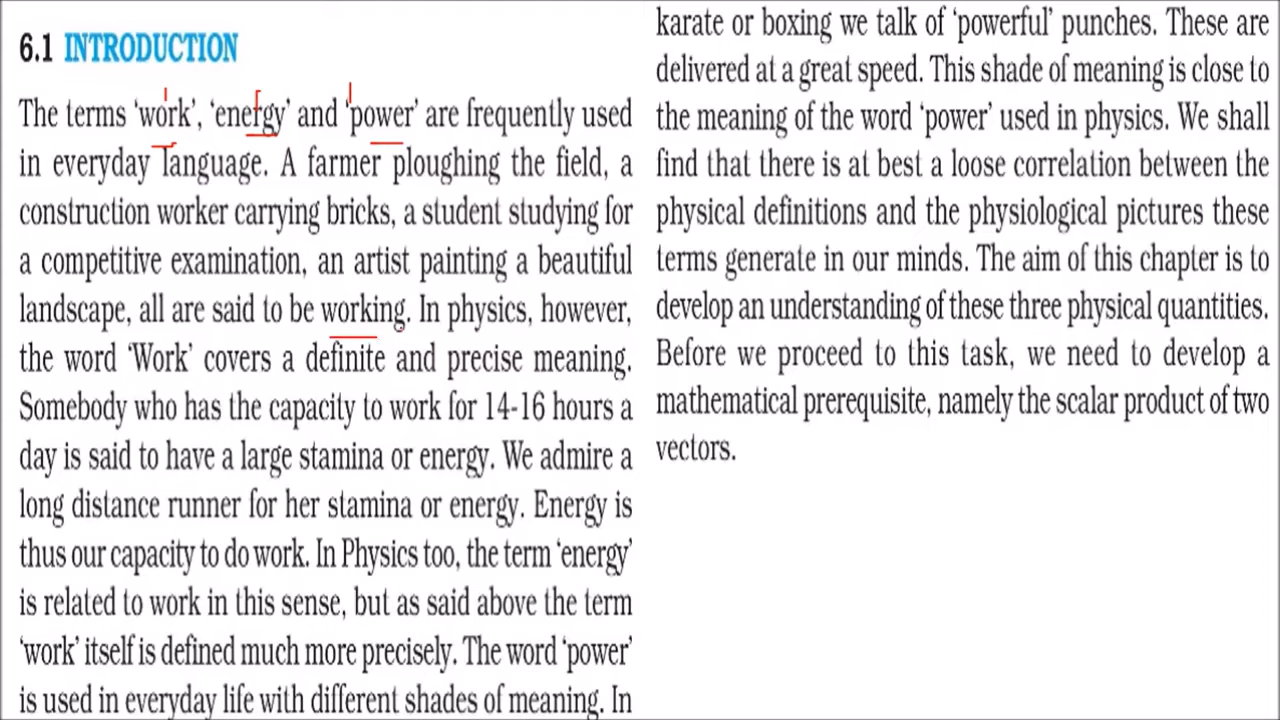 6.1 INTRODUCTION
The terms ‘work’, ‘energy’ and ‘power’ are frequently used
in everyday language. A farmer ploughing the field, a
construction worker carrying bricks, a student studying for
a competitive examination, an artist painting a beautiful
landscape, all are said to be working. In physics, however,
the word ‘Work’ covers a definite and precise meaning.
Somebody who has the capacity to work for 14-16 hours a
day is said to have a large stamina or energy. We admire a
long distance runner for her stamina or energy. Energy is
thus our capacity to do work. In Physics too, the term ‘energy’
is related to work in this sense, but as said above the term
‘work’ itself is defined much more precisely. The word ‘power’
is used in everyday life with different shades of meaning. In
karate or boxing we talk of ‘powerful’ punches. These are
delivered at a great speed. This shade of meaning is close to
the meaning of the word ‘power’ used in physics. We shall
find that there is at best a loose correlation between the
physical definitions and the physiological pictures these
terms generate in our minds. The aim of this chapter is to
develop an understanding of these three physical quantities.
Before we proceed to this task, we need to develop a
mathematical prerequisite, namely the scalar product of two
vectors.